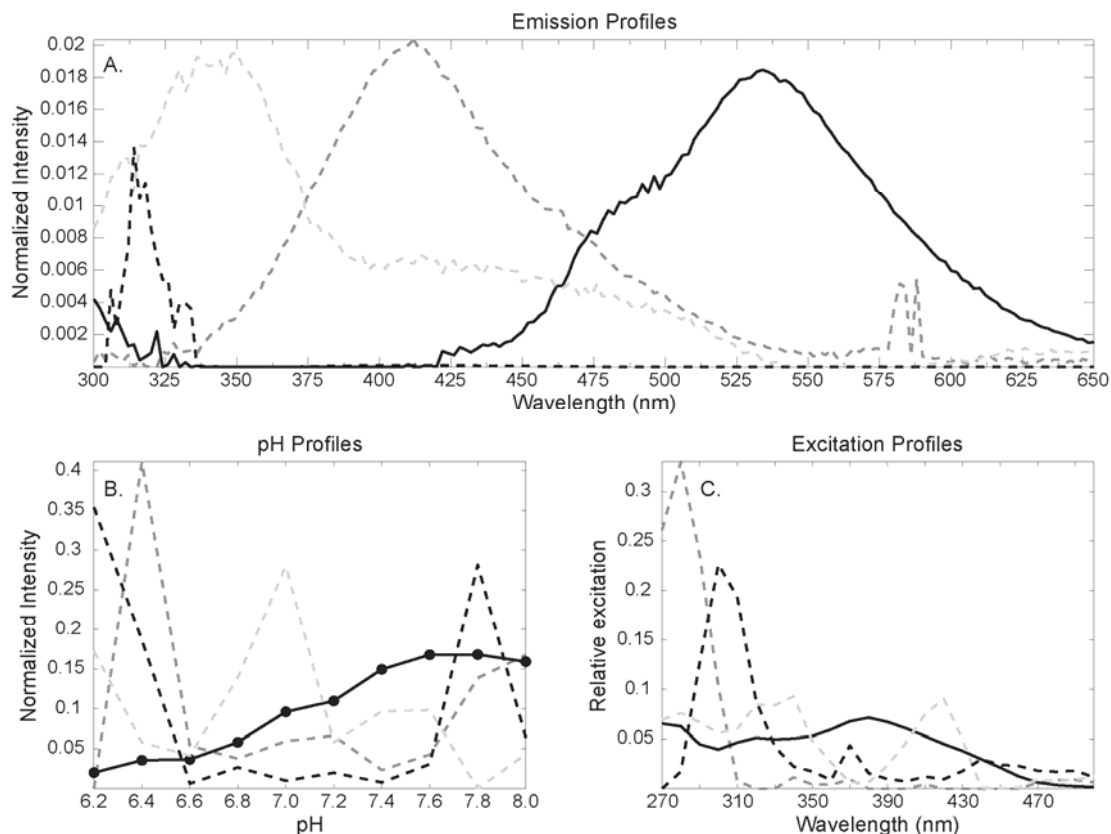 Emission Profiles
A.
Normalized Intensity
0.02
0.018
0.016
0.014
0.012
0.01
0.008
0.006
0.004
0.002
300 325 350 375 400 425 450 475 500 525 550 575 600 625 650
Wavelength (nm)
pH Profiles
B.
Normalized Intensity
0.4
0.35
0.3
0.25
0.2
0.15
0.1
0.05
6.2 6.4 6.6 6.8 7.0 7.2 7.4 7.6 7.8 8.0
pH
Excitation Profiles
C.
Relative excitation
0.3
0.25
0.2
0.15
0.1
0.05
270 310 350 390 430 470
Wavelength (nm)